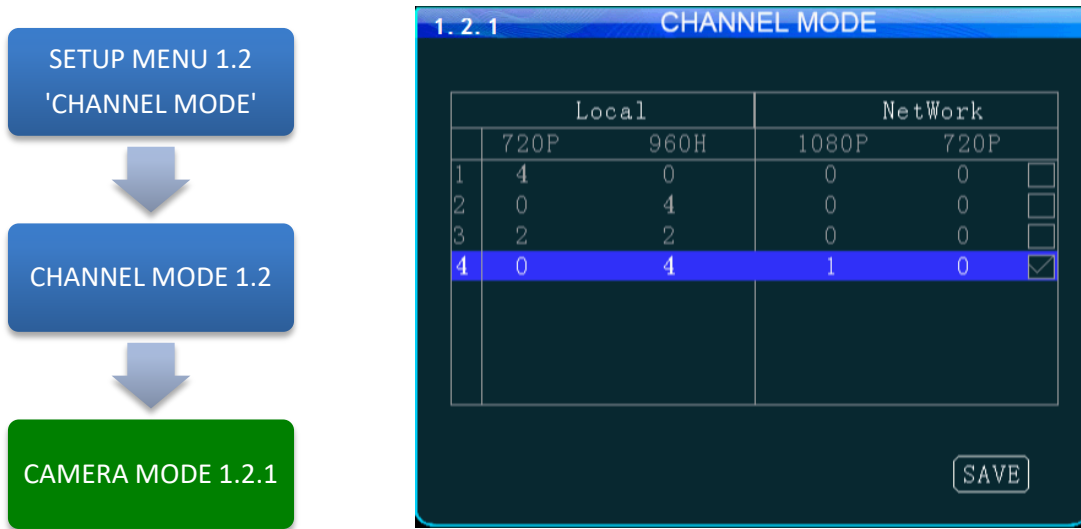 SETUP MENU 1.2
'CHANNEL MODE'
CHANNEL MODE 1.2
CAMERA MODE 1.2.1
1. 2. 1 CHANNEL MODE
Local NetWork
720P 960H 1080P 720P
1 4 0 0 0
2 0 4 0 0
3 2 2 0 0
4 0 4 1 0
SAVE